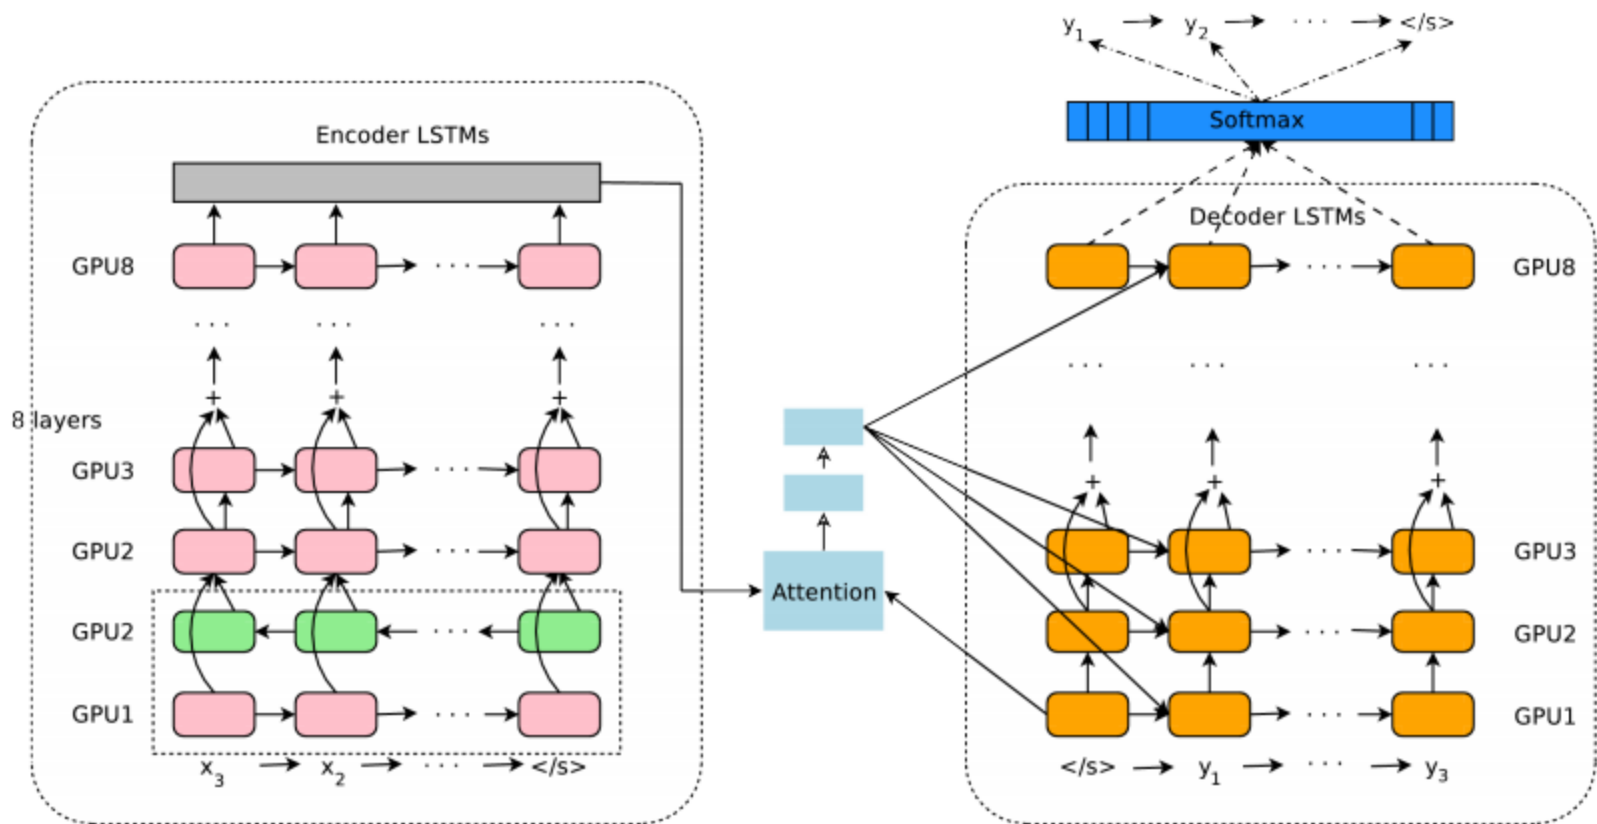 y1 → y2 → ··· → </s>
Softmax
Encoder LSTMs
Decoder LSTMs
GPU8 ···
··· GPU8
··· ··· ···
··· ··· ···
+ + +
8 layers
GPU3 ···
+ + +
GPU2 ···
··· GPU3
Attention
GPU2 ···
··· GPU2
GPU1 ···
··· GPU1
x3 → x2 → ··· → </s>
</s> → y1 → ··· → y3